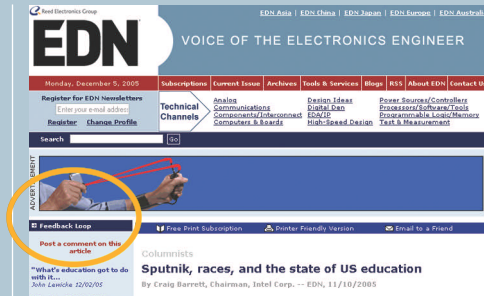 Reed Electronics Group
EDN Asia | EDN China | EDN Japan | EDN Europe | EDN Australi
EDN
VOICE OF THE ELECTRONICS ENGINEER
Monday, December 5, 2005
Subscriptions Current Issue Archives Tools & Services Blogs RSS About EDN Contact U
Register for EDN Newsletters
Enter your e-mail address
Register Change Profile
Technical Channels
Analog
Communications
Components/Interconnect
Computers & Boards
Design Ideas
Digital Den
EDA/IP
High-Speed Design
Power Sources/Controllers
Processors/Software/Tools
Programmable Logic/Memory
Test & Measurement
Search Go
ADVERTISEMENT
Feedback Loop
Free Print Subscription Printer Friendly Version Email to a Friend
Post a comment on this
article
"What's education got to do
with it...
John Lewicke 12/02/05
Columnists
Sputnik, races, and the state of US education
By Craig Barrett, Chairman, Intel Corp. -- EDN, 11/10/2005